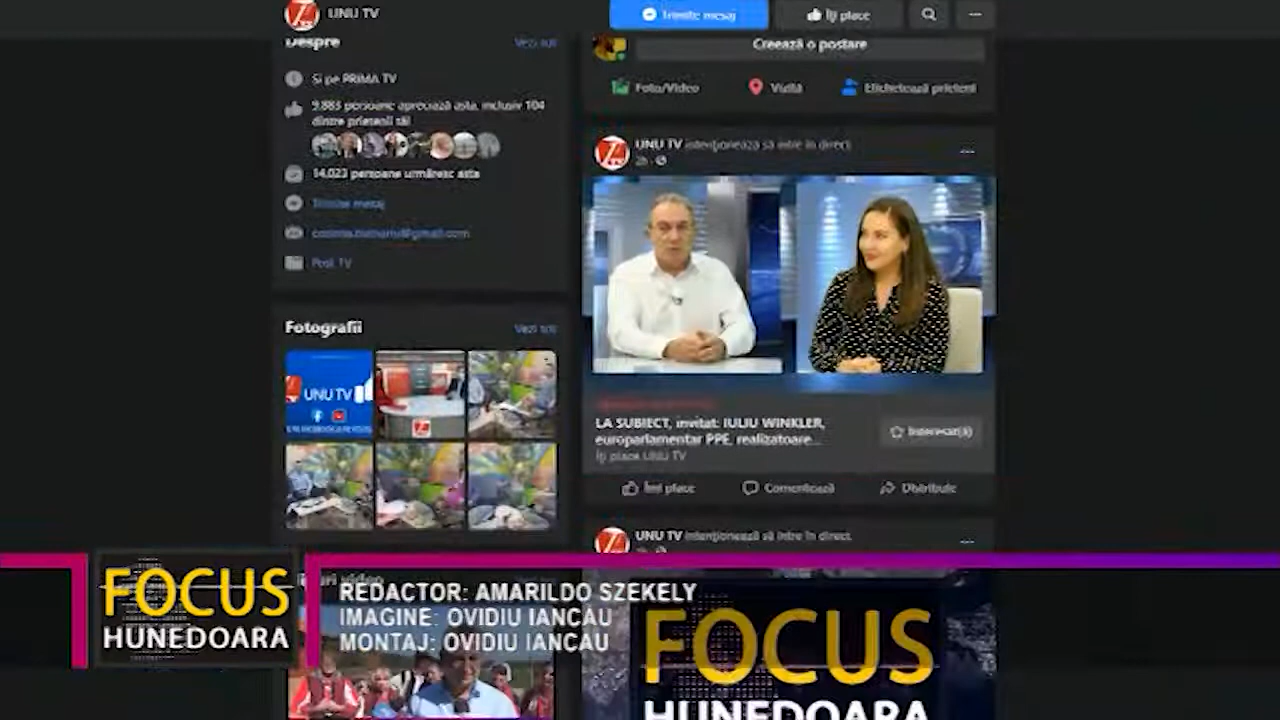 UNU TV
Trimite mesaj
Îți place
Despre
Vezi tot
Și pe PRIMA TV
9.883 persoane apreciază asta, inclusiv 104
dintre prietenii tăi
14.023 persoane urmăresc asta
Trimite mesaj
Post TV
Fotografii
Vezi tot
UNU TV
Creează o postare
Foto/Video
Vizită
Etichetează prieteni
UNU TV intenționează să intre în direct.
2h
LA SUBIECT, invitat: IULIU WINKLER,
europarlamentar PPE, realizatoare...
Îți place UNU TV
Interesat(ă)
Îmi place
Comentează
Distribuie
UNU TV intenționează să intre în direct.
FOCUS
HUNEDOARA
REDACTOR: AMARILDO SZEKELY
IMAGINE: OVIDIU IANCĂU
MONTAJ: OVIDIU IANCĂU
FOCUS
HUNEDOARA